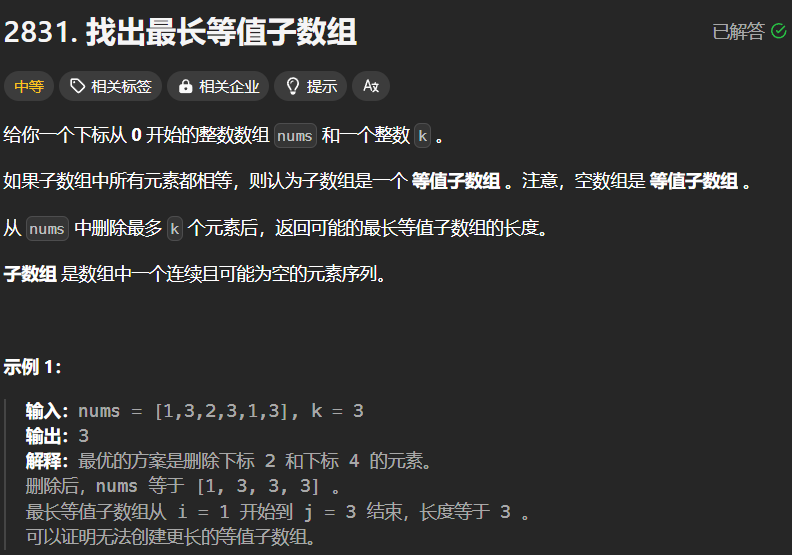 2831. 找出最长等值子数组
已解答
中等 相关标签 相关企业 提示 Ax
给你一个下标从 0 开始的整数数组 nums 和一个整数 k 。
如果子数组中所有元素都相等，则认为子数组是一个 等值子数组 。注意，空数组是 等值子数组 。
从 nums 中删除最多 k 个元素后，返回可能的最长等值子数组的长度。
子数组 是数组中一个连续且可能为空的元素序列。
示例 1：
输入：nums = [1,3,2,3,1,3], k = 3
输出：3
解释：最优的方案是删除下标 2 和下标 4 的元素。
删除后，nums 等于 [1, 3, 3, 3] 。
最长等值子数组从 i = 1 开始到 j = 3 结束，长度等于 3 。
可以证明无法创建更长的等值子数组。